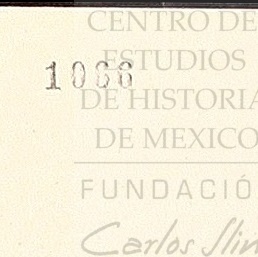 CENTRO DE
ESTUDIOS
1066
DE HISTORIA
DE MEXICO
FUNDACIÓ
Carlos Slim